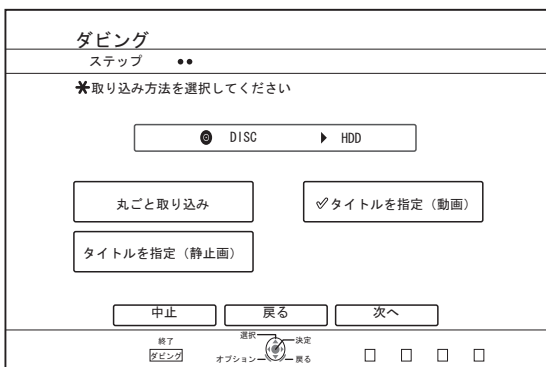 ダビング
ステップ ●●
*取り込み方法を選択してください
DISC ▶ HDD
丸ごと取り込み
✓タイトルを指定（動画）
タイトルを指定（静止画）
中止 戻る 次へ
終了 ダビング
選択 決定
オプション 戻る